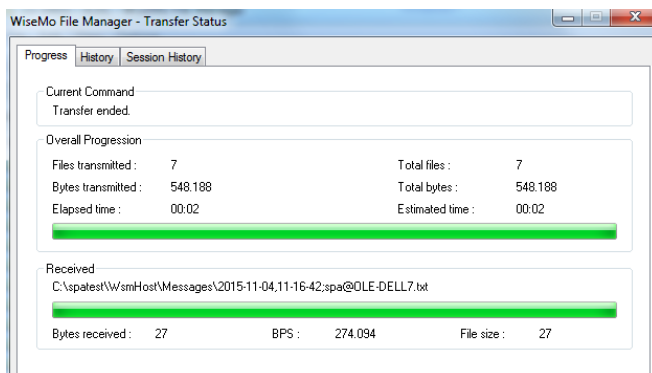 WiseMo File Manager - Transfer Status
Progress History Session History
Current Command
Transfer ended.
Overall Progression
Files transmitted : 7 Total files : 7
Bytes transmitted : 548.188 Total bytes : 548.188
Elapsed time : 00:02 Estimated time : 00:02
Received
C:\spatest\WsmHost\Messages\2015-11-04,11-16-42;spa@OLE-DELL7.txt
Bytes received : 27 BPS : 274.094 File size : 27